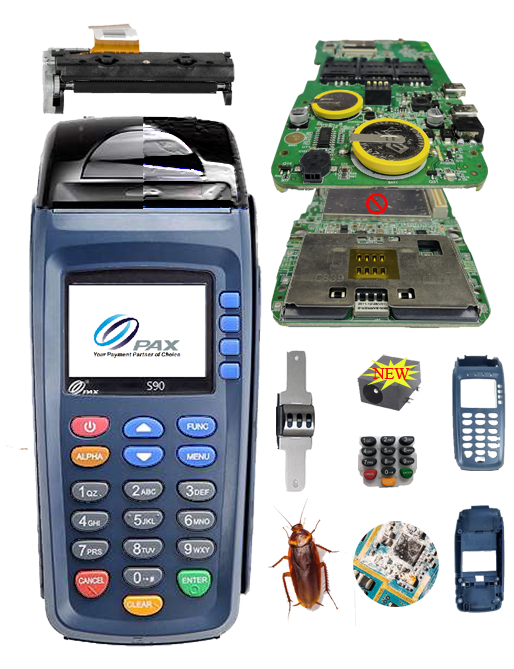 PAX
Your Payment Partner of Choice
PAX
S90
FUNC
ALPHA
MENU
1 QZ.
2 ABC
3 DEF
4 GHI
5 JKL
6 MNO
7 PRS
8 TUV
9 WXY
CANCEL
0 ·→#
ENTER
CLEAR
NEW